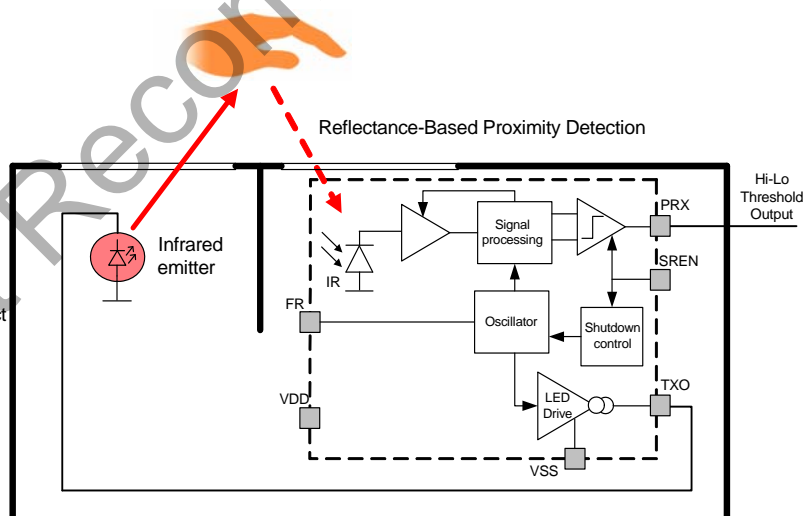 Reflectance-Based Proximity Detection
Hi-Lo
Threshold
Output
PRX
Signal
processing
Infrared
emitter
IR
SREN
FR
Oscillator
Shutdown
control
VDD
LED
Drive
TXO
VSS